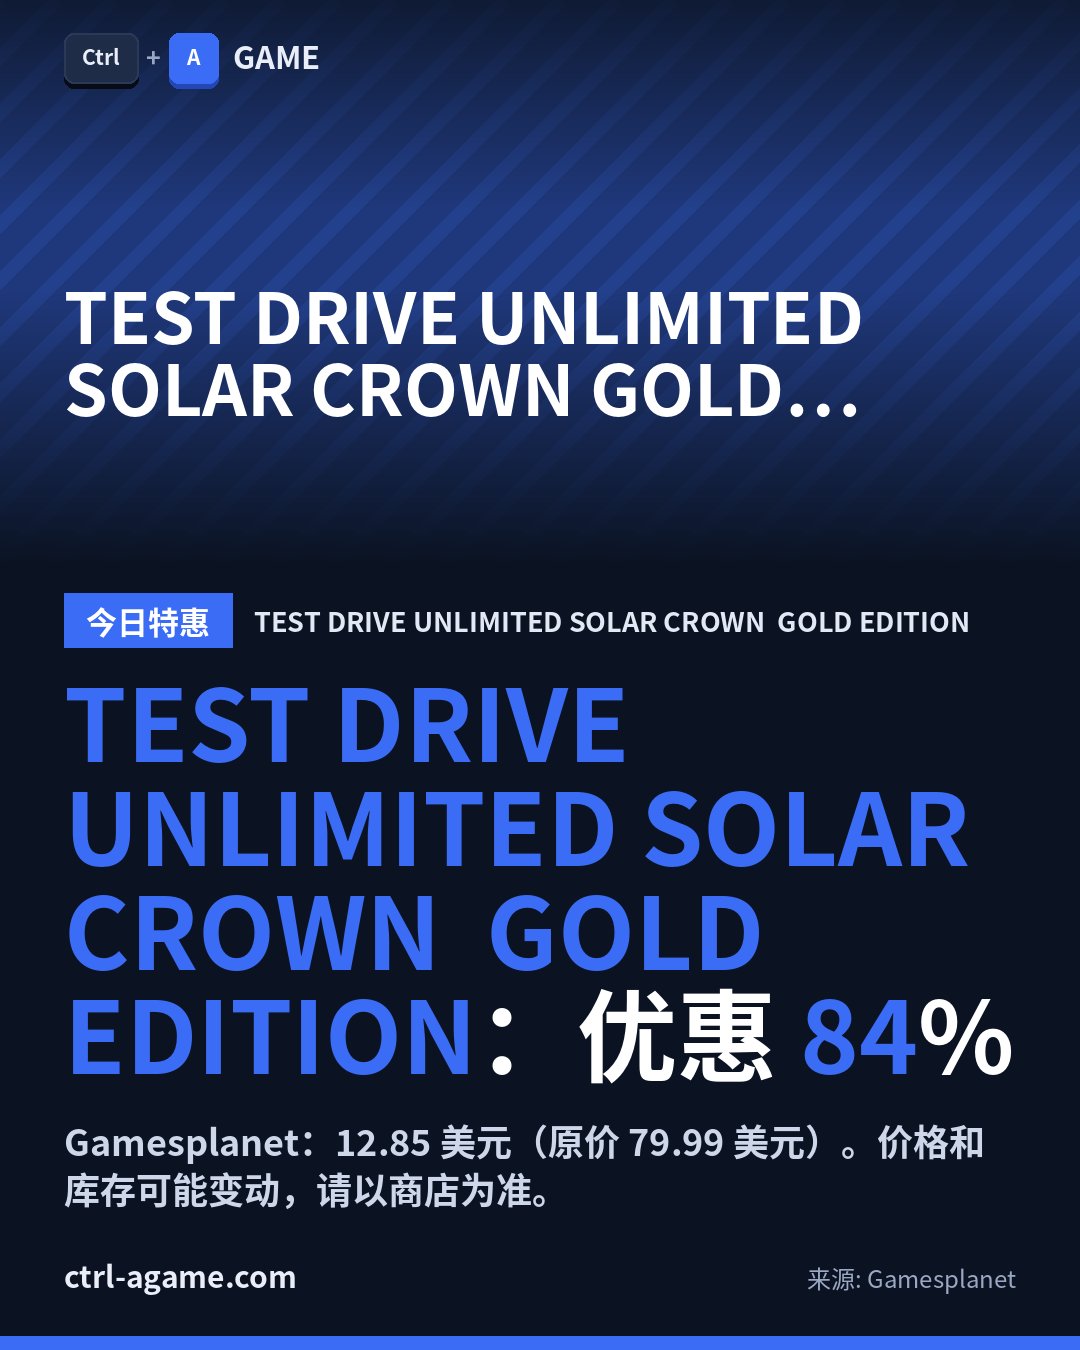 Ctrl + A GAME
TEST DRIVE UNLIMITED
SOLAR CROWN GOLD...
今日特惠 TEST DRIVE UNLIMITED SOLAR CROWN  GOLD EDITION
TEST DRIVE
UNLIMITED SOLAR
CROWN  GOLD
EDITION：优惠 84%
Gamesplanet：12.85 美元（原价 79.99 美元）。价格和
库存可能变动，请以商店为准。
ctrl-agame.com
来源: Gamesplanet